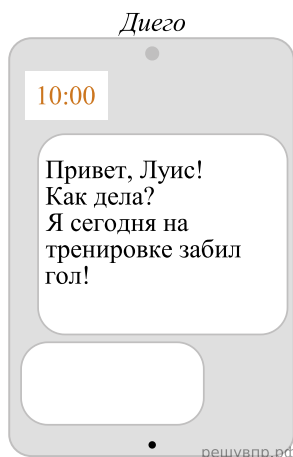 Диего
10:00
Привет, Луис!
Как дела?
Я сегодня на
тренировке забил
гол!
решувпр.рф